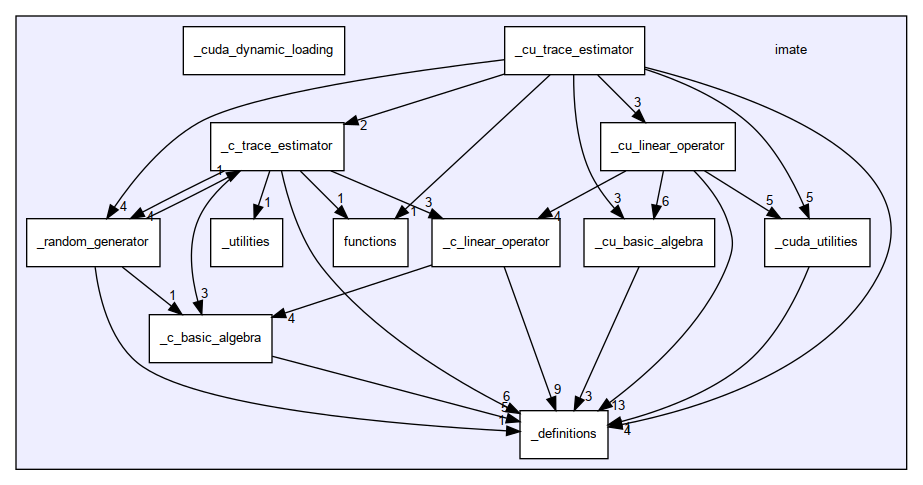 _cuda_dynamic_loading
_cu_trace_estimator
imate
3
2
_c_trace_estimator
_cu_linear_operator
1
4
4
1
1
3
1
4
3
6
5
5
_random_generator
_utilities
functions
_c_linear_operator
_cu_basic_algebra
_cuda_utilities
1
3
4
_c_basic_algebra
6
5
1
9
3
13
4
_definitions